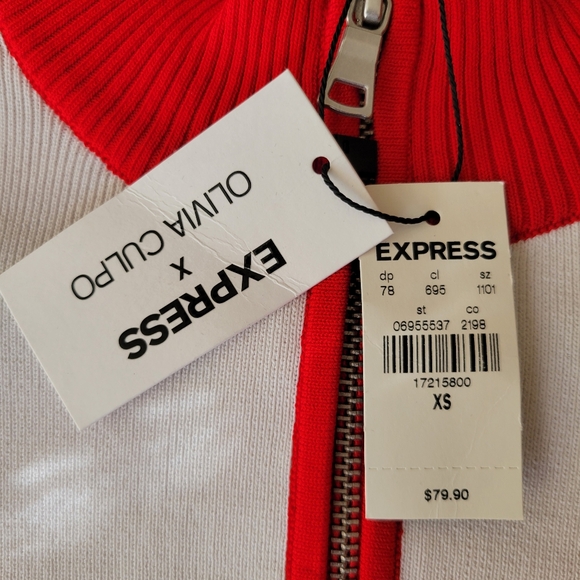 EXPRESS
X
OLIVIA CULPO
EXPRESS
dp cl sz
78 695 1101
st co
06955537 2198
17215800
XS
$79.90